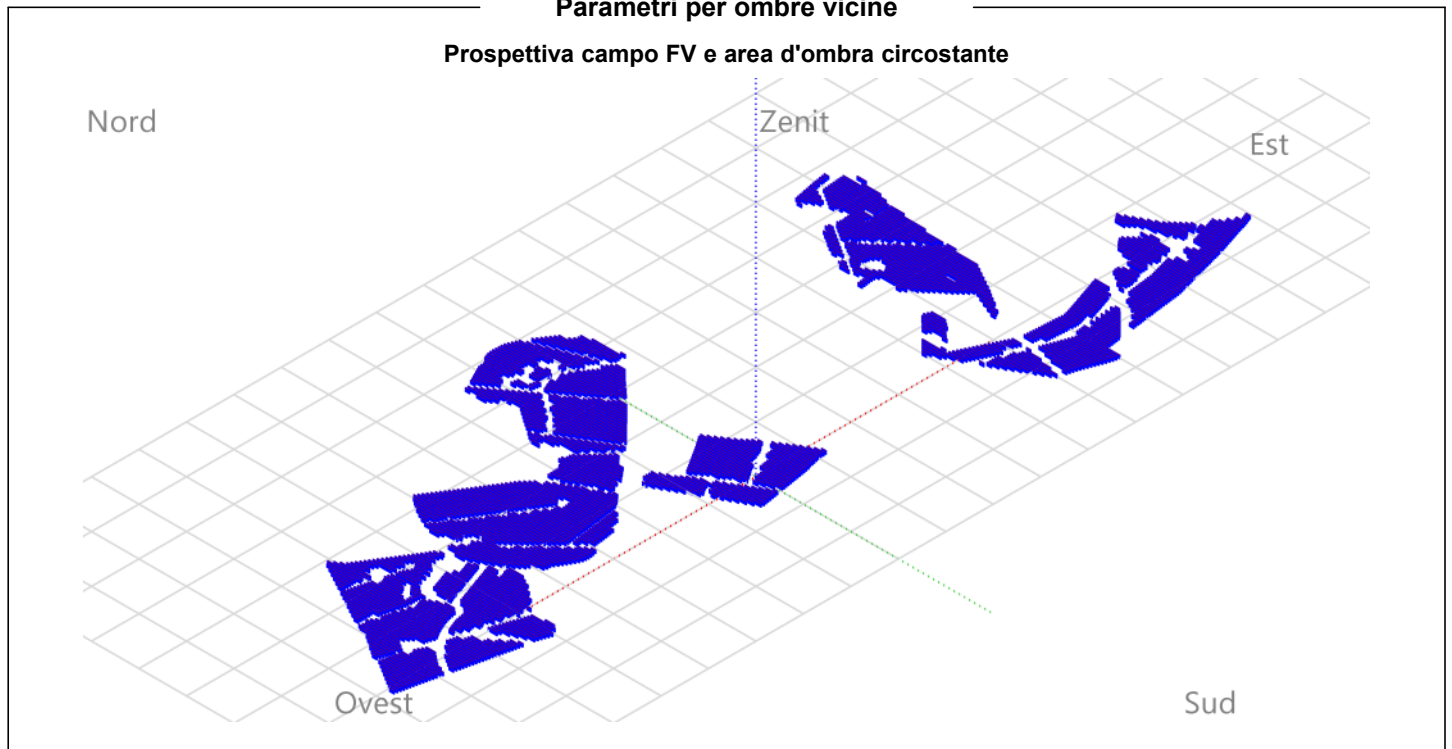 Parametri per ombre vicine
Prospettiva campo FV e area d'ombra circostante
Nord
Zenit
Est
Ovest
Sud